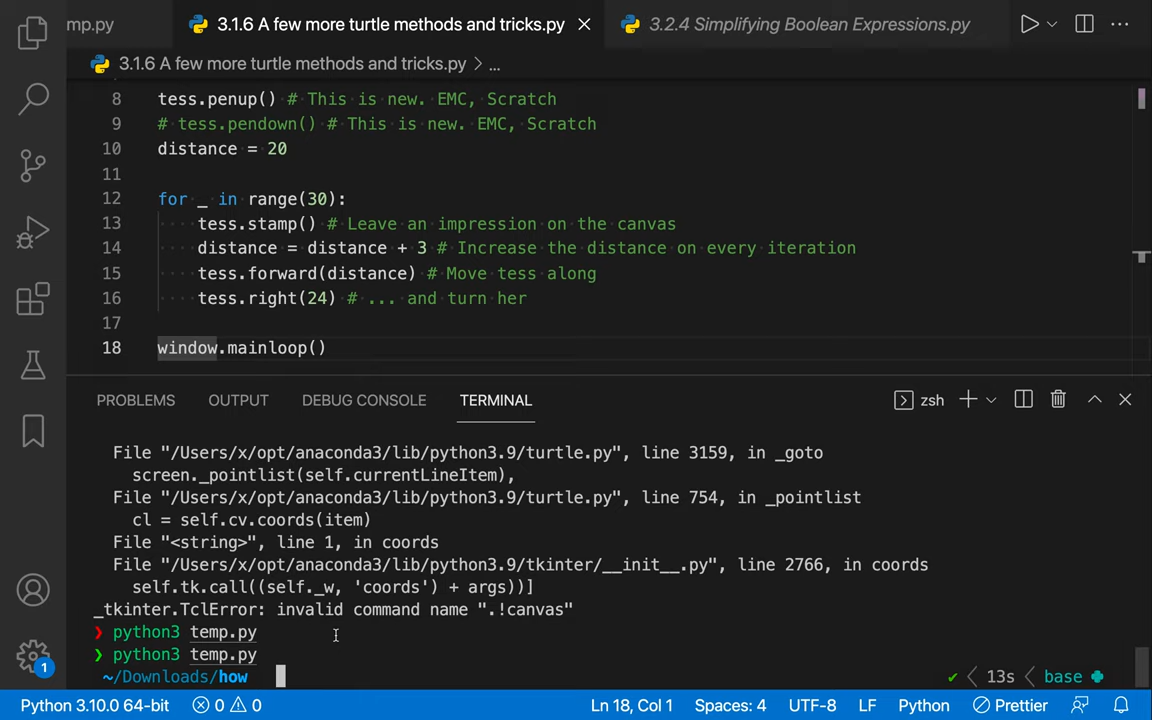 mp.py 3.1.6 A few more turtle methods and tricks.py 3.2.4 Simplifying Boolean Expressions.py
3.1.6 A few more turtle methods and tricks.py > ...
8 tess.penup() # This is new. EMC, Scratch
9 # tess.pendown() # This is new. EMC, Scratch
10 distance = 20
11
12 for _ in range(30):
13 tess.stamp() # Leave an impression on the canvas
14 distance = distance + 3 # Increase the distance on every iteration
15 tess.forward(distance) # Move tess along
16 tess.right(24) # ... and turn her
17
18 window.mainloop()
PROBLEMS OUTPUT DEBUG CONSOLE TERMINAL zsh
File "/Users/x/opt/anaconda3/lib/python3.9/turtle.py", line 3159, in _goto
screen._pointlist(self.currentLineItem),
File "/Users/x/opt/anaconda3/lib/python3.9/turtle.py", line 754, in _pointlist
cl = self.cv.coords(item)
File "<string>", line 1, in coords
File "/Users/x/opt/anaconda3/lib/python3.9/tkinter/__init__.py", line 2766, in coords
self.tk.call((self._w, 'coords') + args))]
_tkinter.TclError: invalid command name ".!canvas"
❯ python3 temp.py
❯ python3 temp.py
~/Downloads/how ✔ 13s base
1
Python 3.10.0 64-bit 0 0 Ln 18, Col 1 Spaces: 4 UTF-8 LF Python Prettier